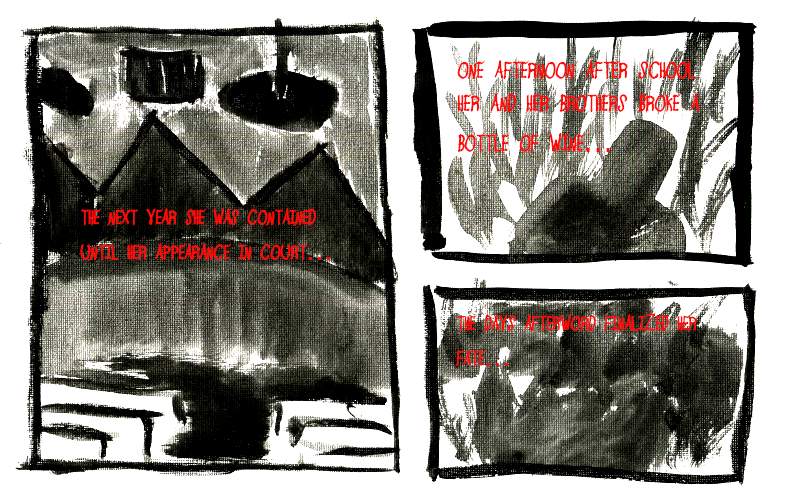 THE NEXT YEAR SHE WAS CONTAINED
UNTIL HER APPEARANCE IN COURT...
ONE AFTERNOON AFTER SCHOOL
HER AND HER BROTHERS BROKE A
BOTTLE OF WINE...
THE DAYS AFTERWORD FINALIZED HER
FATE...